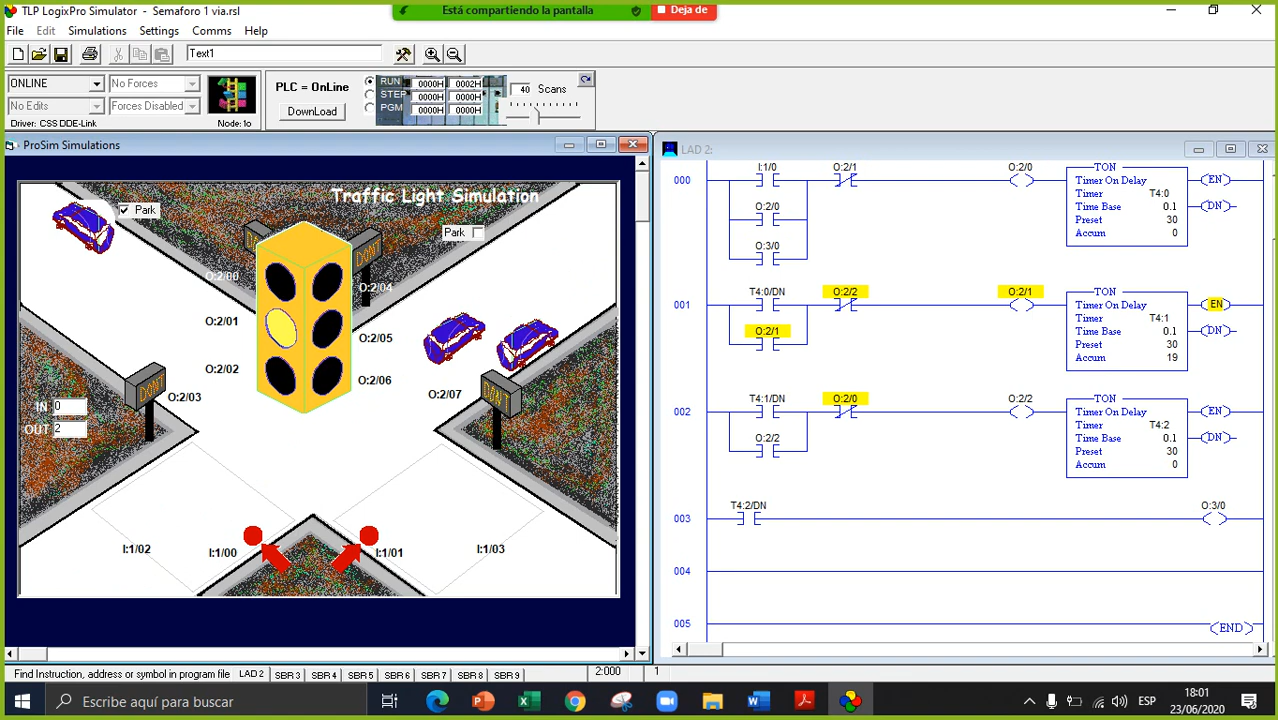 TLP LogixPro Simulator - Semaforo 1 via.rsl
Está compartiendo la pantalla
Deja de
File Edit Simulations Settings Comms Help
Text1
ONLINE
No Forces
No Edits
Forces Disabled
Driver: CSS DDE-Link
Node: 1o
PLC = OnLine
DownLoad
RUN
STEP
PGM
0000H 0002H
0000H 0000H
0000H 0000H
40 Scans
ProSim Simulations
Traffic Light Simulation
Park
Park
O:2/00
O:2/04
O:2/01
O:2/05
O:2/02
O:2/06
O:2/03
O:2/07
DONT
DONT
DONT
IN 0
OUT 2
I:1/02
I:1/00
I:1/01
I:1/03
LAD 2:
000
I:1/0
O:2/1
O:2/0
O:2/0
O:3/0
TON
Timer On Delay
Timer T4:0
Time Base 0.1
Preset 30
Accum 0
EN
DN
001
T4:0/DN
O:2/2
O:2/1
O:2/1
TON
Timer On Delay
Timer T4:1
Time Base 0.1
Preset 30
Accum 19
EN
DN
002
T4:1/DN
O:2/0
O:2/2
O:2/2
TON
Timer On Delay
Timer T4:2
Time Base 0.1
Preset 30
Accum 0
EN
DN
003
T4:2/DN
O:3/0
004
005
END
Find Instruction, address or symbol in program file
LAD 2 SBR 3 SBR 4 SBR 5 SBR 6 SBR 7 SBR 8 SBR 9
2:000
1
Escribe aquí para buscar
ESP
18:01
23/06/2020